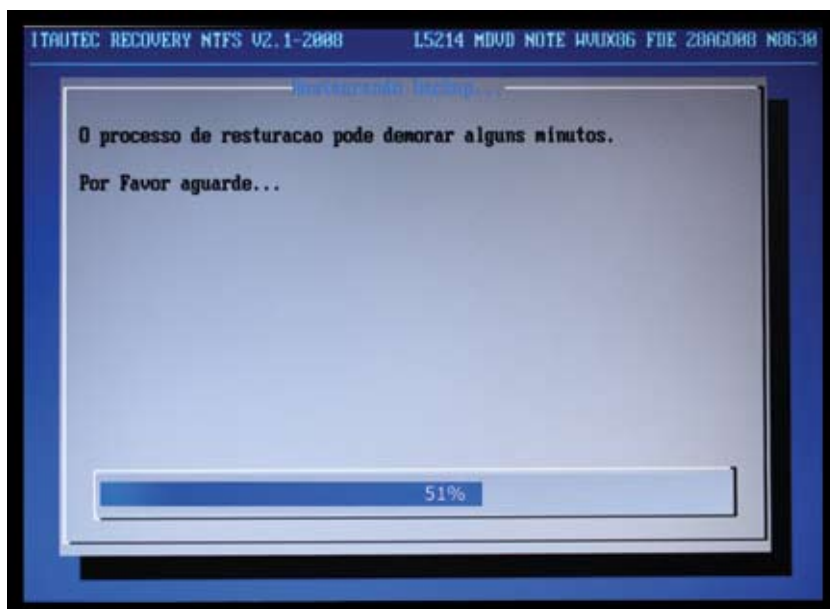 ITAUTEC RECOVERY NTFS V2.1-2008 L5214 MDVD NOTE WVUX86 FDE 28AGO08 N8630
Restaurando
O processo de resturacao pode demorar alguns minutos.
Por Favor aguarde...
51%